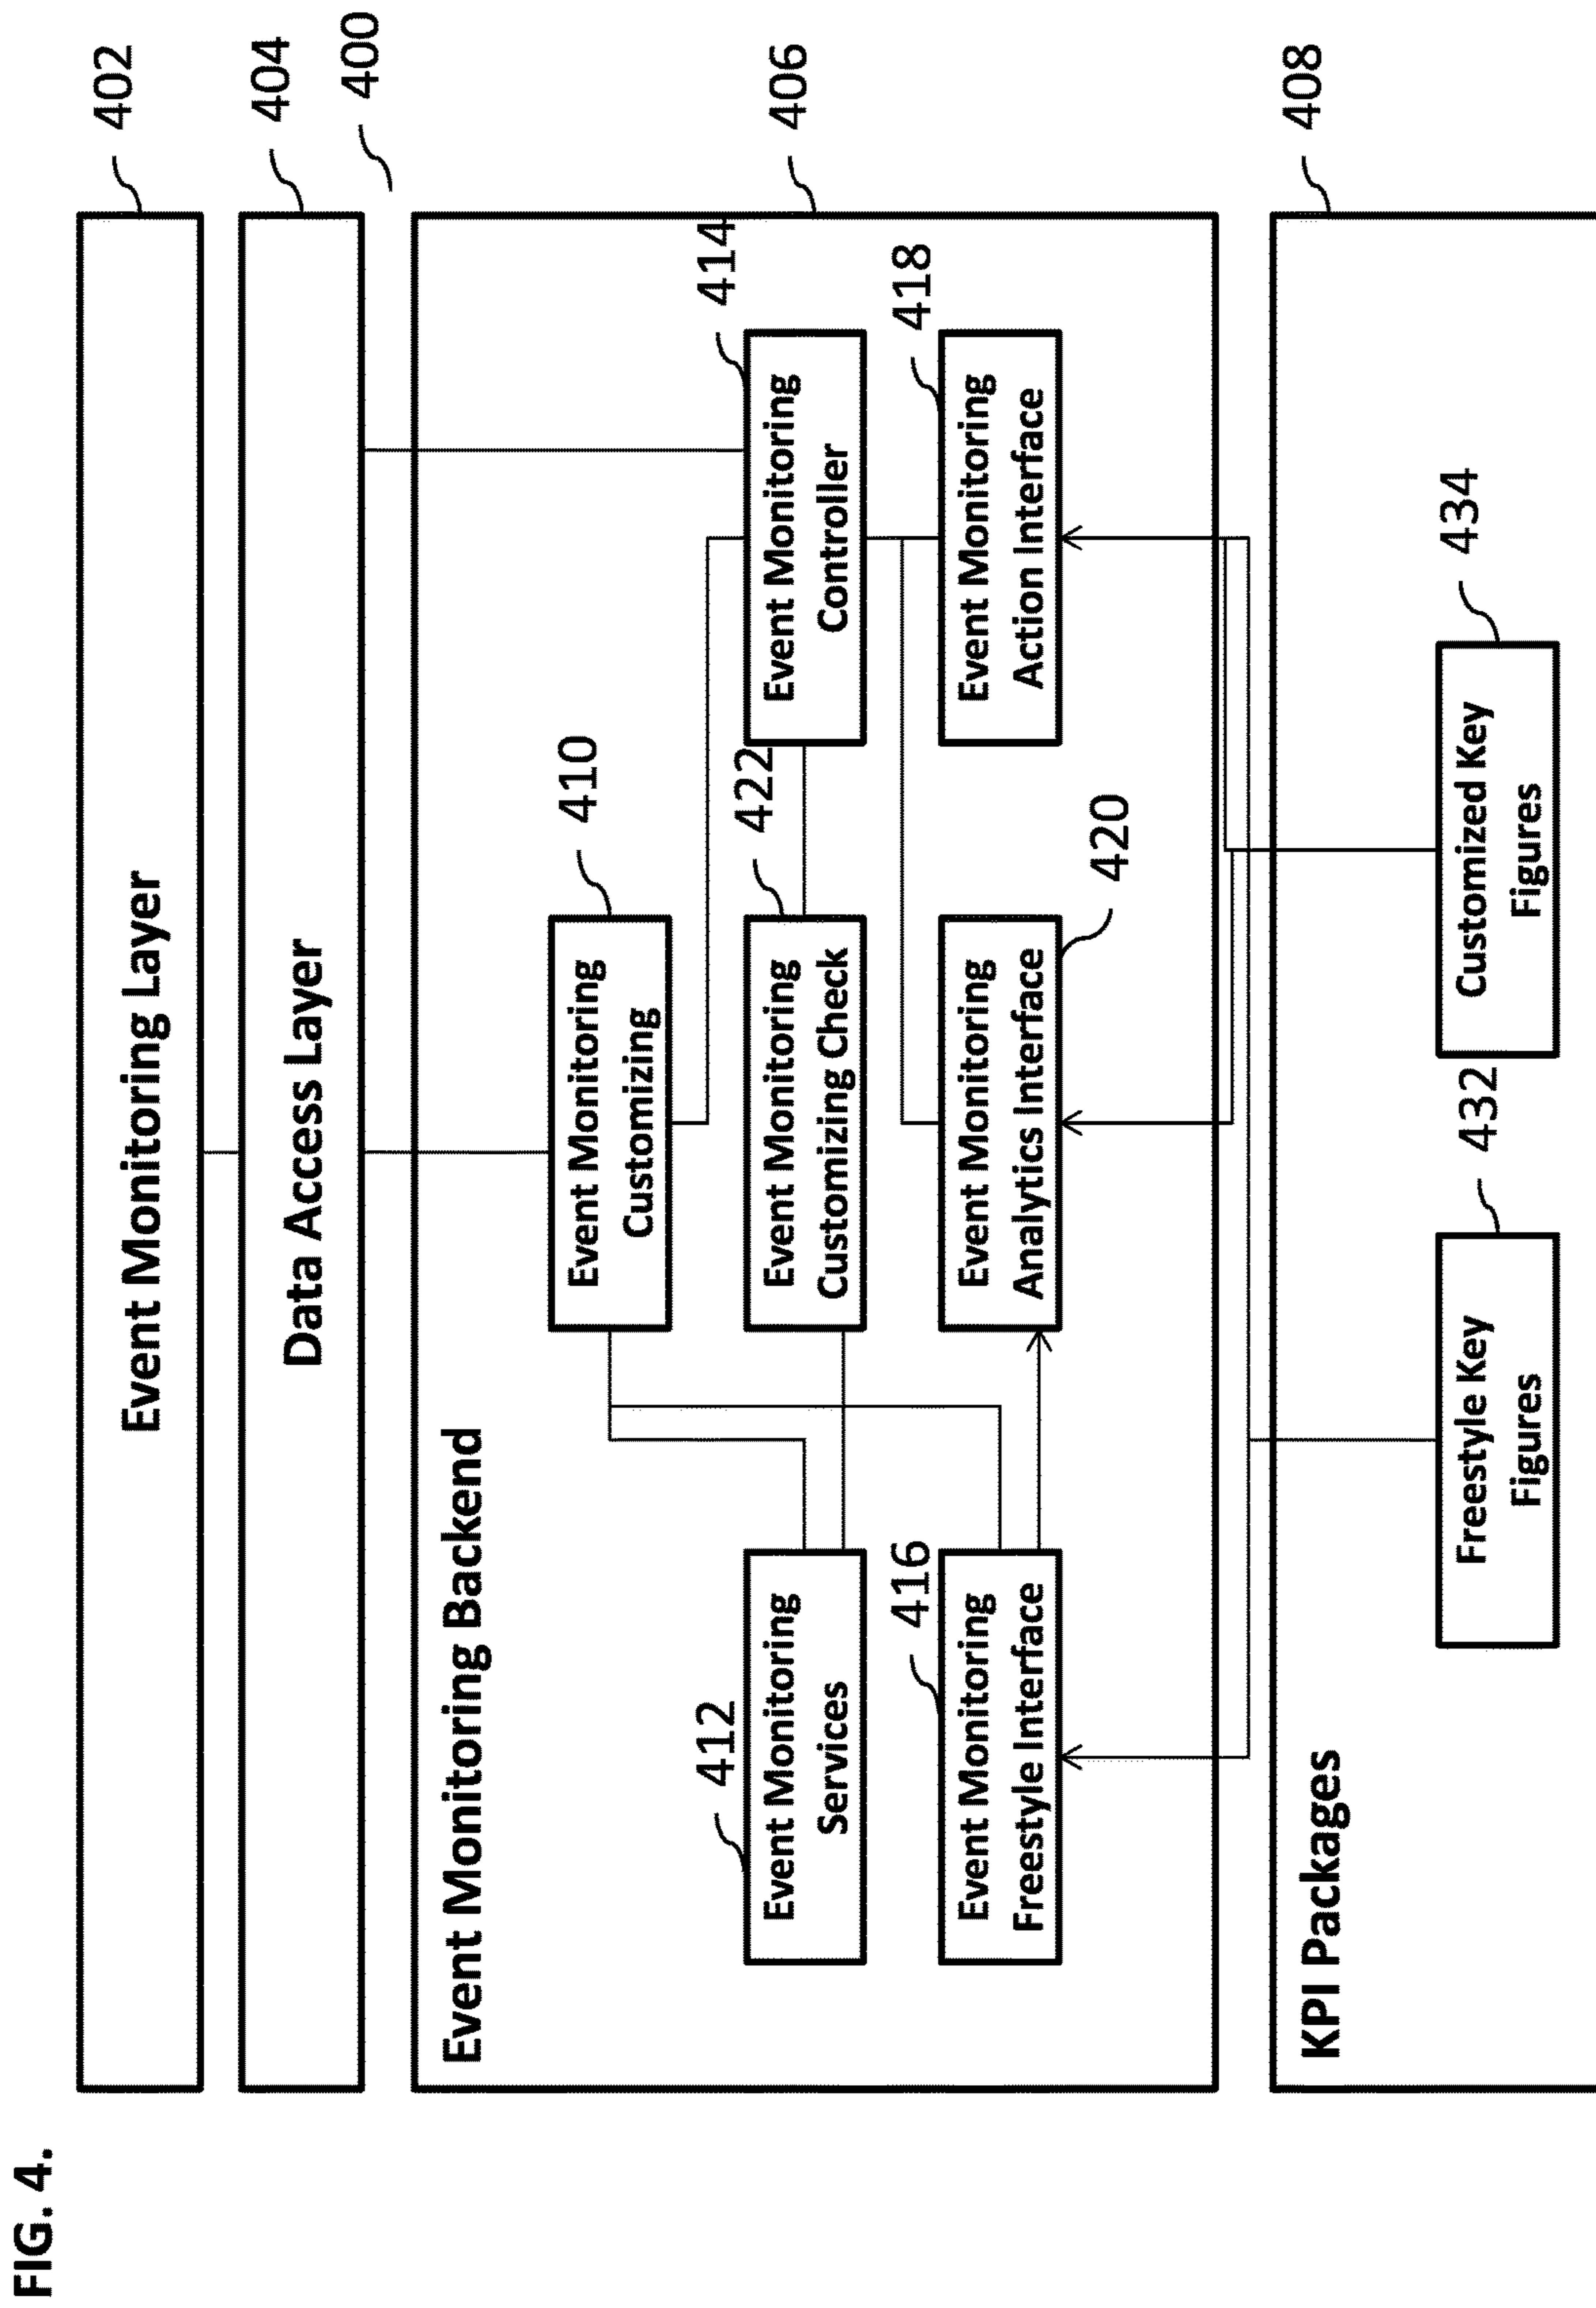 FIG. 4.
Event Monitoring Layer
402
Data Access Layer
404
400
Event Monitoring Backend
406
Event Monitoring
Customizing
410
412
Event Monitoring
Services
Event Monitoring
Customizing Check
422
Event Monitoring
Controller
414
416
Event Monitoring
Freestyle Interface
Event Monitoring
Analytics Interface
420
Event Monitoring
Action Interface
418
KPI Packages
408
Freestyle Key
Figures
432
Customized Key
Figures
434